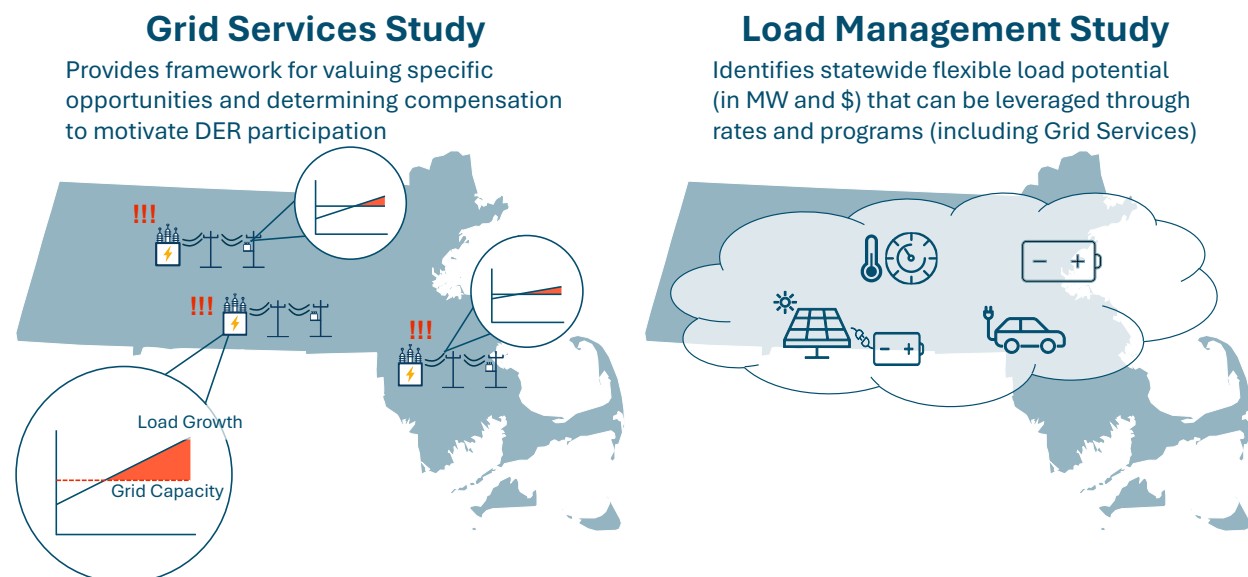 Grid Services Study
Provides framework for valuing specific
opportunities and determining compensation
to motivate DER participation
!!!
!!!
!!!
Load Growth
Grid Capacity
Load Management Study
Identifies statewide flexible load potential
(in MW and $) that can be leveraged through
rates and programs (including Grid Services)